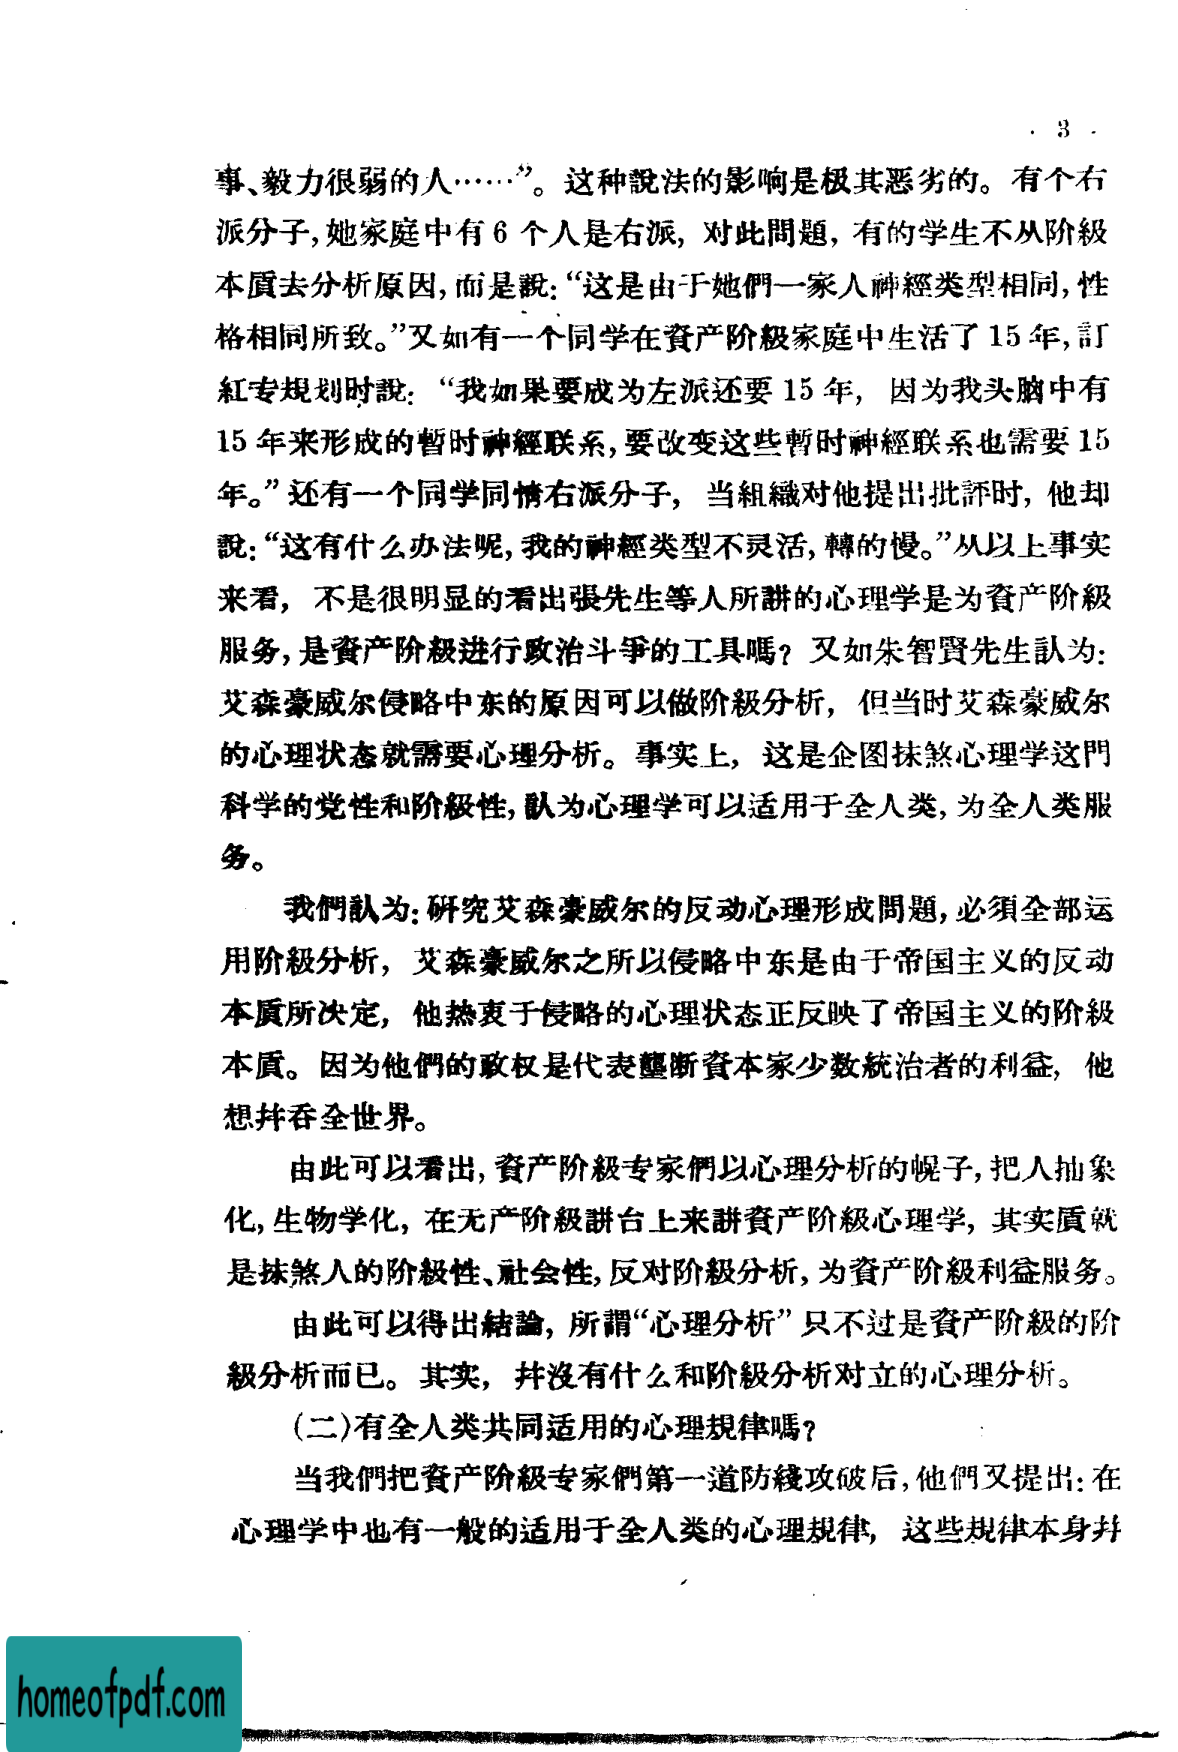 · 3 ·
事、毅力很弱的人……”。这种說法的影响是极其恶劣的。有个右
派分子,她家庭中有 6 个人是右派, 对此問題, 有的学生不从阶級
本質去分析原因,而是說:“这是由于她們一家人神經类型相同,性
格相同所致。”又如有一个同学在資产阶級家庭中生活了 15 年,訂
紅专規划时說: “我如果要成为左派还要 15 年, 因为我头脑中有
15 年来形成的暫时神經联系,要改变这些暫时神經联系也需要 15
年。”还有一个同学同情右派分子, 当組織对他提出批評时, 他却
說:“这有什么办法呢,我的神經类型不灵活,轉的慢。”从以上事实
来看, 不是很明显的看出張先生等人所講的心理学是为資产阶級
服务,是資产阶級进行政治斗爭的工具嗎? 又如朱智賢先生認为:
艾森豪威尔侵略中东的原因可以做阶級分析, 但当时艾森豪威尔
的心理状态就需要心理分析。事实上, 这是企图抹煞心理学这門
科学的党性和阶級性,認为心理学可以适用于全人类,为全人类服
务。
我們認为:研究艾森豪威尔的反动心理形成問題,必須全部运
用阶級分析, 艾森豪威尔之所以侵略中东是由于帝国主义的反动
本質所决定, 他热衷于侵略的心理状态正反映了帝国主义的阶級
本質。因为他們的政权是代表壟断資本家少数統治者的利益, 他
想幷吞全世界。
由此可以看出,資产阶級专家們以心理分析的幌子,把人抽象
化,生物学化, 在无产阶級講台上来講資产阶級心理学, 其实質就
是抹煞人的阶級性、社会性,反对阶級分析,为資产阶級利益服务。
由此可以得出結論, 所謂“心理分析” 只不过是資产阶級的阶
級分析而已。其实, 幷沒有什么和阶級分析对立的心理分析。
(二)有全人类共同适用的心理規律嗎?
当我們把資产阶級专家們第一道防綫攻破后,他們又提出:在
心理学中也有一般的适用于全人类的心理規律, 这些規律本身幷
homeofpdf.com